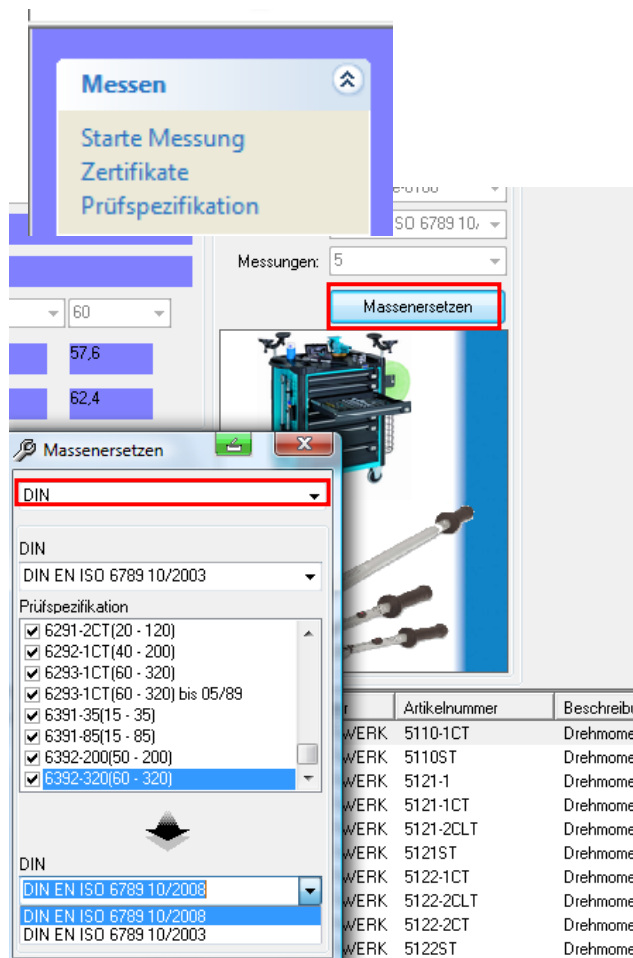 Messen
Starte Messung
Zertifikate
Prüfspezifikation
ISO 6789 10/
Messungen: 5
60
Massenersetzen
57,6
62,4
Massenersetzen
DIN
DIN
DIN EN ISO 6789 10/2003
Prüfspezifikation
6291-2CT(20 - 120)
6292-1CT(40 - 200)
6293-1CT(60 - 320)
6293-1CT(60 - 320) bis 05/89
6391-35(15 - 35)
6391-85(15 - 85)
6392-200(50 - 200)
6392-320(60 - 320)
DIN
DIN EN ISO 6789 10/2008
DIN EN ISO 6789 10/2008
DIN EN ISO 6789 10/2003
r Artikelnummer Beschreibu
WERK 5110-1CT Drehmome
WERK 5110ST Drehmome
WERK 5121-1 Drehmome
WERK 5121-1CT Drehmome
WERK 5121-2CLT Drehmome
WERK 5121ST Drehmome
WERK 5122-1CT Drehmome
WERK 5122-2CLT Drehmome
WERK 5122-2CT Drehmome
WERK 5122ST Drehmome